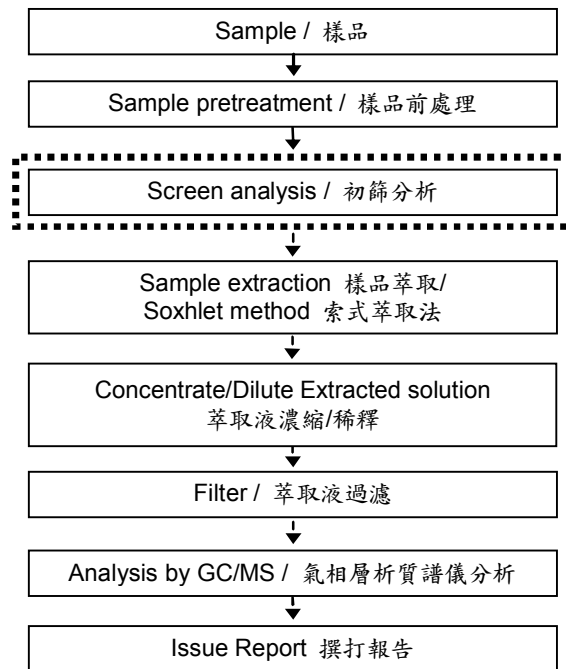 Sample / 樣品
Sample pretreatment / 樣品前處理
Screen analysis / 初篩分析
Sample extraction 樣品萃取/
Soxhlet method 索式萃取法
Concentrate/Dilute Extracted solution
萃取液濃縮/稀釋
Filter / 萃取液過濾
Analysis by GC/MS / 氣相層析質譜儀分析
Issue Report 撰打報告